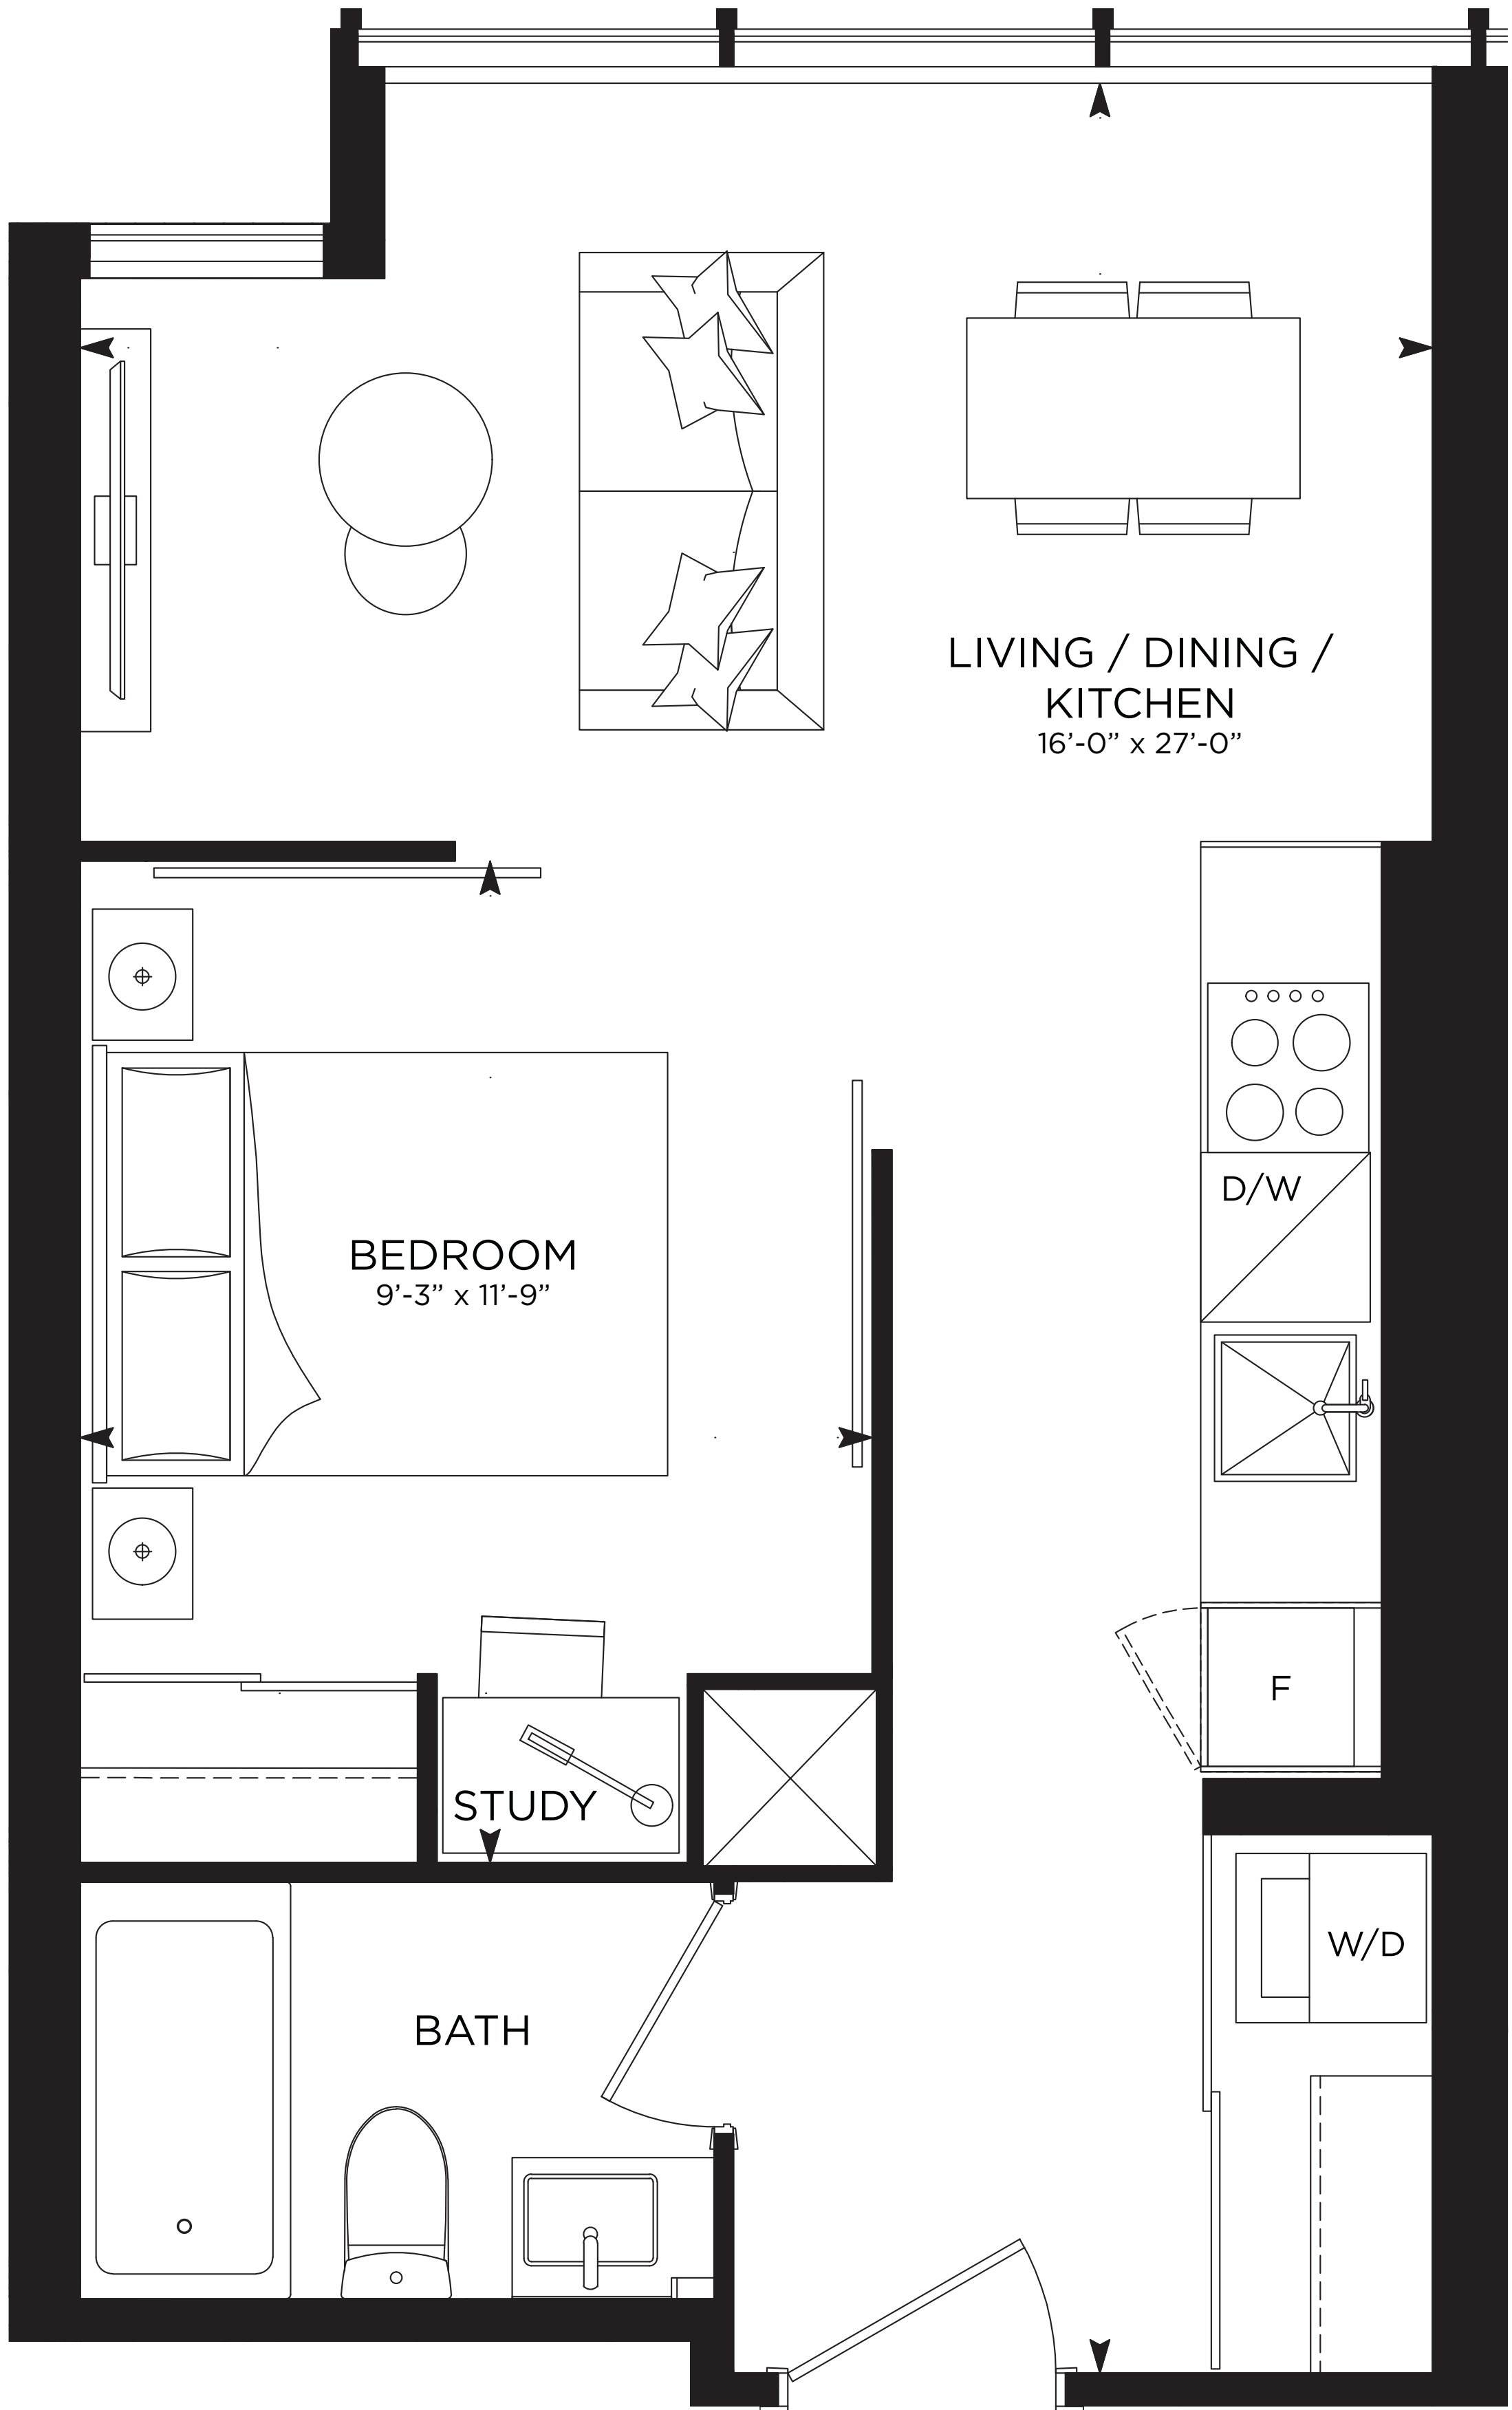 LIVING / DINING /
KITCHEN
16’-0” x 27’-0”
D/W
BEDROOM
9’-3” x 11’-9”
F
STUDY
W/D
BATH